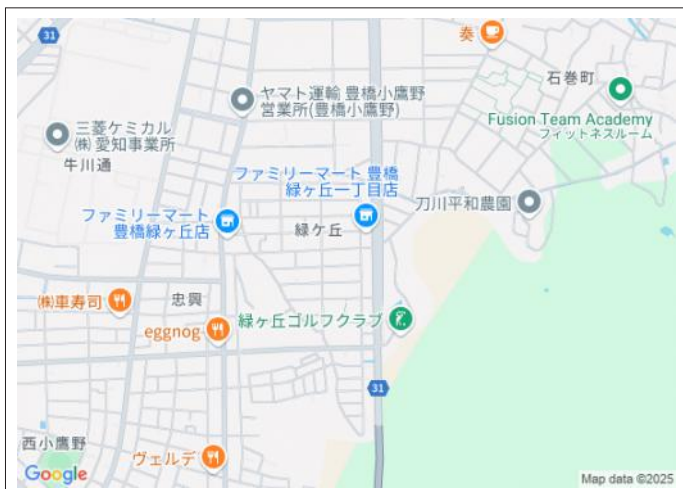 31
奏
石巻町
ヤマト運輸 豊橋小鷹野
営業所(豊橋小鷹野)
Fusion Team Academy
フィットネスルーム
三菱ケミカル
㈱ 愛知事業所
牛川通
ファミリーマート 豊橋
緑ヶ丘一丁目店
刀川平和農園
ファミリーマート
豊橋緑ヶ丘店
緑ケ丘
㈱車寿司
忠興
緑ヶ丘ゴルフクラブ
eggnog
31
西小鷹野
ヴェルデ
Google
Map data ©2025